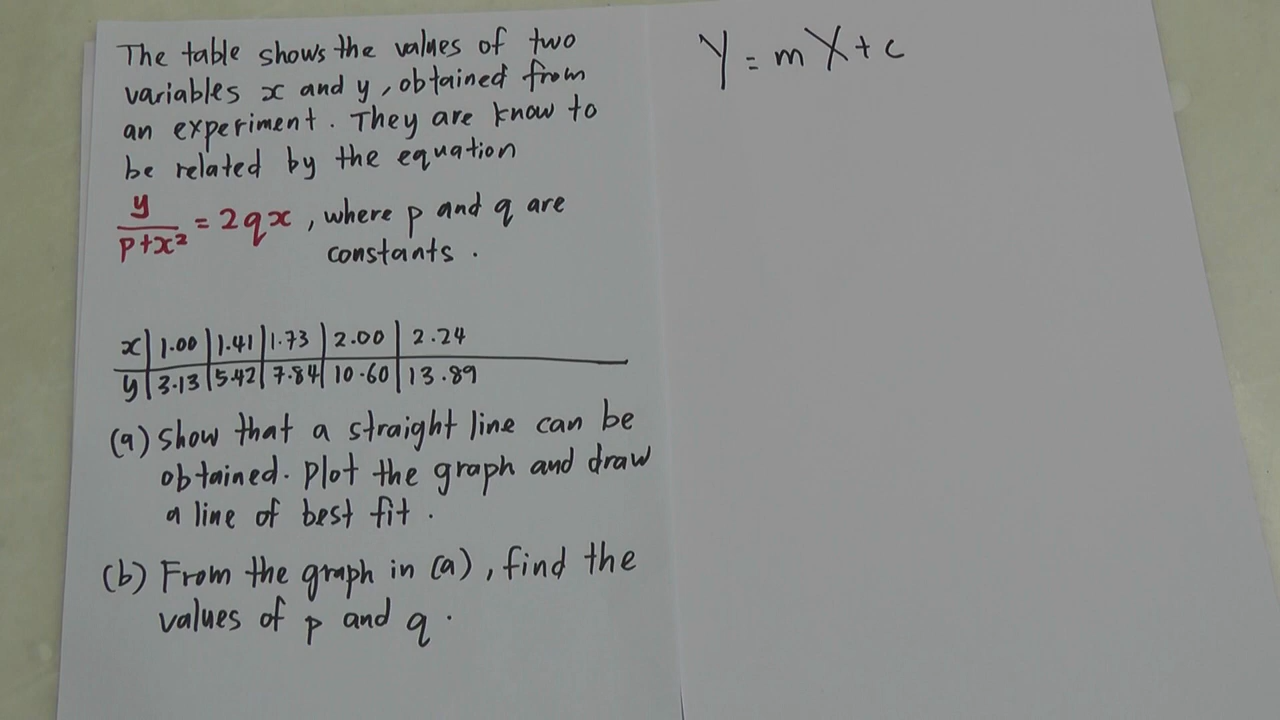 The table shows the values of two
variables x and y, obtained from
an experiment. They are know to
be related by the equation
y/(p+x²) = 2qx, where p and q are
constants.
x | 1.00 | 1.41 | 1.73 | 2.00 | 2.24
y | 3.13 | 5.42 | 7.84 | 10.60 | 13.89
(a) Show that a straight line can be
obtained. Plot the graph and draw
a line of best fit.
(b) From the graph in (a), find the
values of p and q.
Y = mX + c